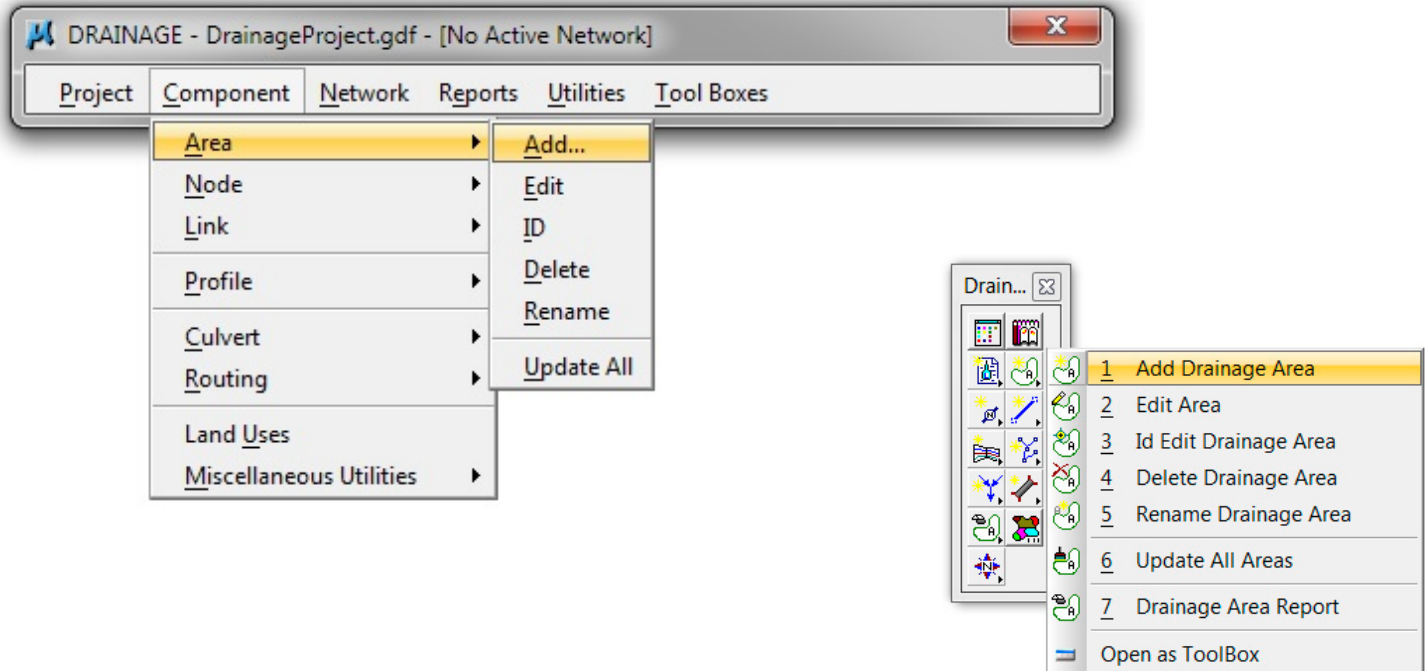 DRAINAGE - DrainageProject.gdf - [No Active Network]
Project Component Network Reports Utilities Tool Boxes
Area
Node
Link
Profile
Culvert
Routing
Land Uses
Miscellaneous Utilities
Add...
Edit
ID
Delete
Rename
Update All
Drain...
1 Add Drainage Area
2 Edit Area
3 Id Edit Drainage Area
4 Delete Drainage Area
5 Rename Drainage Area
6 Update All Areas
7 Drainage Area Report
Open as ToolBox